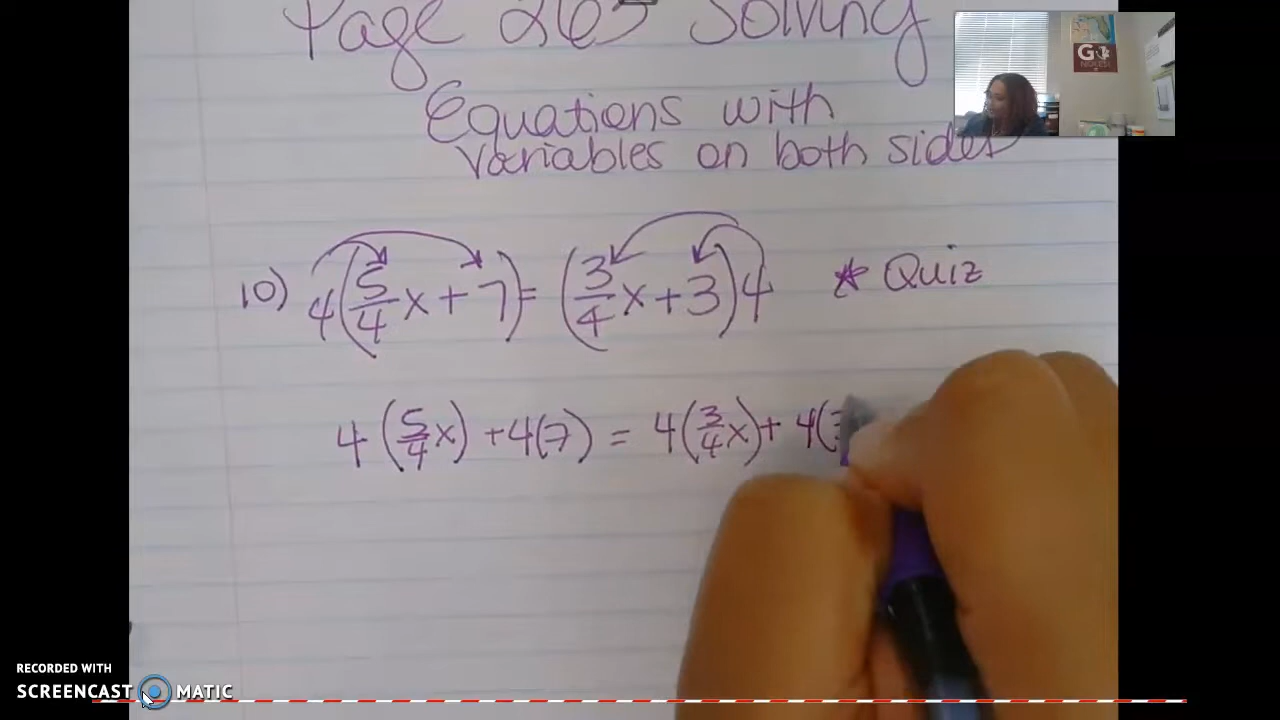 Page 263 Solving
Equations with
variables on both sides
10) 4(5/4x+7)=(3/4x+3)4 * Quiz
4(5/4x)+4(7)=4(3/4x)+4(
RECORDED WITH
SCREENCAST MATIC